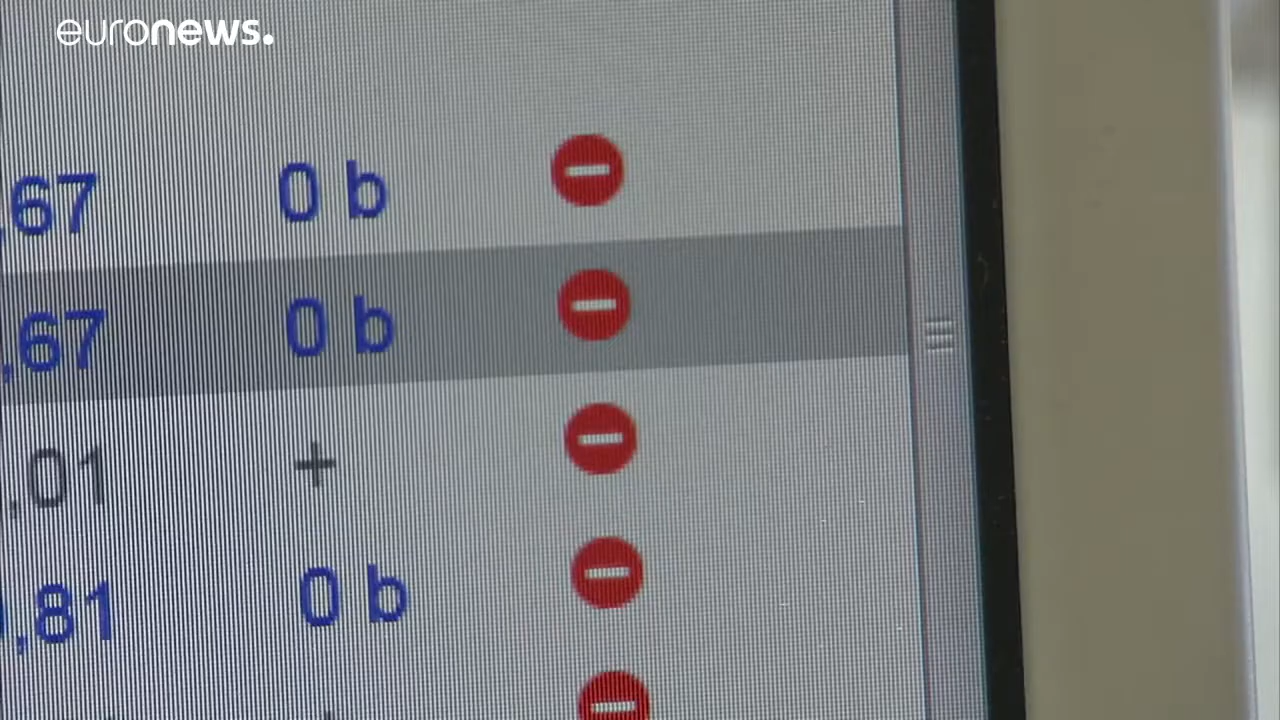 euronews.
,67 0 b
,67 0 b
,01 +
,81 0 b